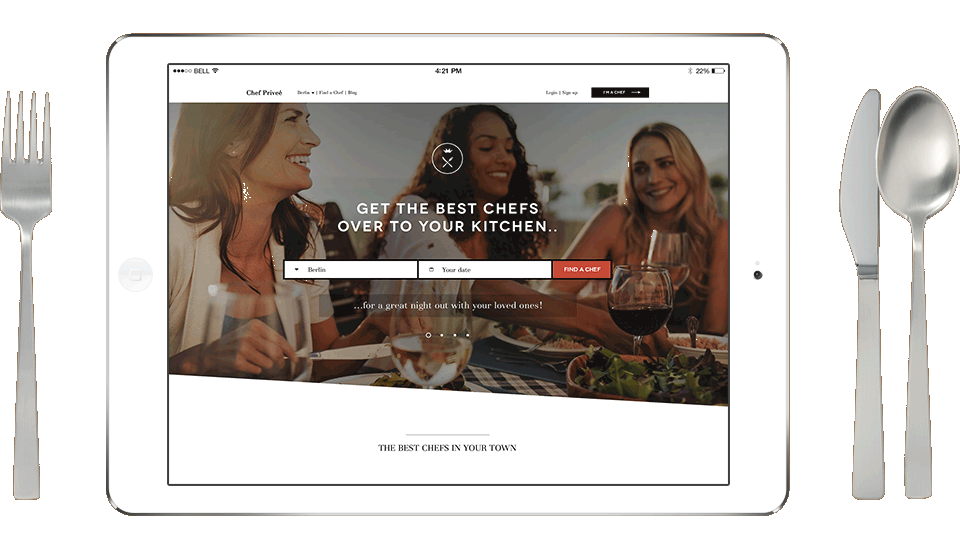 BELL
4:21 PM
22%
Chef Priveé
Berlin | Find a Chef | Blog
Login | Sign up
I'M A CHEF
GET THE BEST CHEFS
OVER TO YOUR KITCHEN..
Berlin
Your date
FIND A CHEF
...for a great night out with your loved ones!
THE BEST CHEFS IN YOUR TOWN